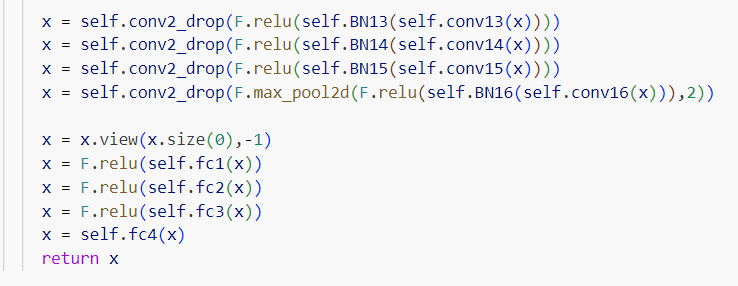 x = self.conv2_drop(F.relu(self.BN13(self.conv13(x))))
x = self.conv2_drop(F.relu(self.BN14(self.conv14(x))))
x = self.conv2_drop(F.relu(self.BN15(self.conv15(x))))
x = self.conv2_drop(F.max_pool2d(F.relu(self.BN16(self.conv16(x))),2))
x = x.view(x.size(0),-1)
x = F.relu(self.fc1(x))
x = F.relu(self.fc2(x))
x = F.relu(self.fc3(x))
x = self.fc4(x)
return x